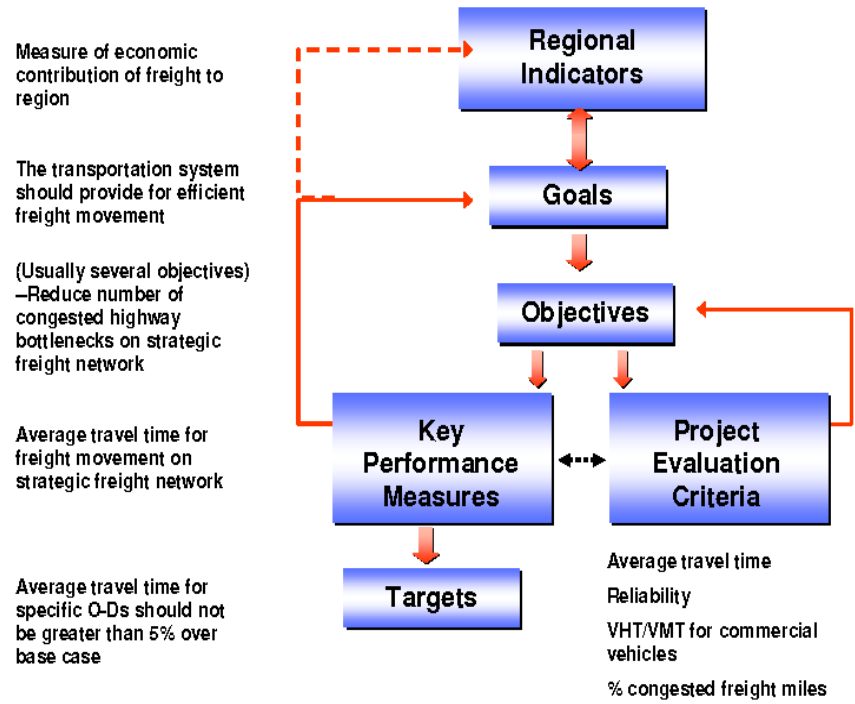 Measure of economic
contribution of freight to
region
Regional
Indicators
The transportation system
should provide for efficient
freight movement
Goals
(Usually several objectives)
–Reduce number of
congested highway
bottlenecks on strategic
freight network
Objectives
Average travel time for
freight movement on
strategic freight network
Key
Performance
Measures
Project
Evaluation
Criteria
Average travel time for
specific O-Ds should not
be greater than 5% over
base case
Targets
Average travel time
Reliability
VHT/VMT for commercial
vehicles
% congested freight miles